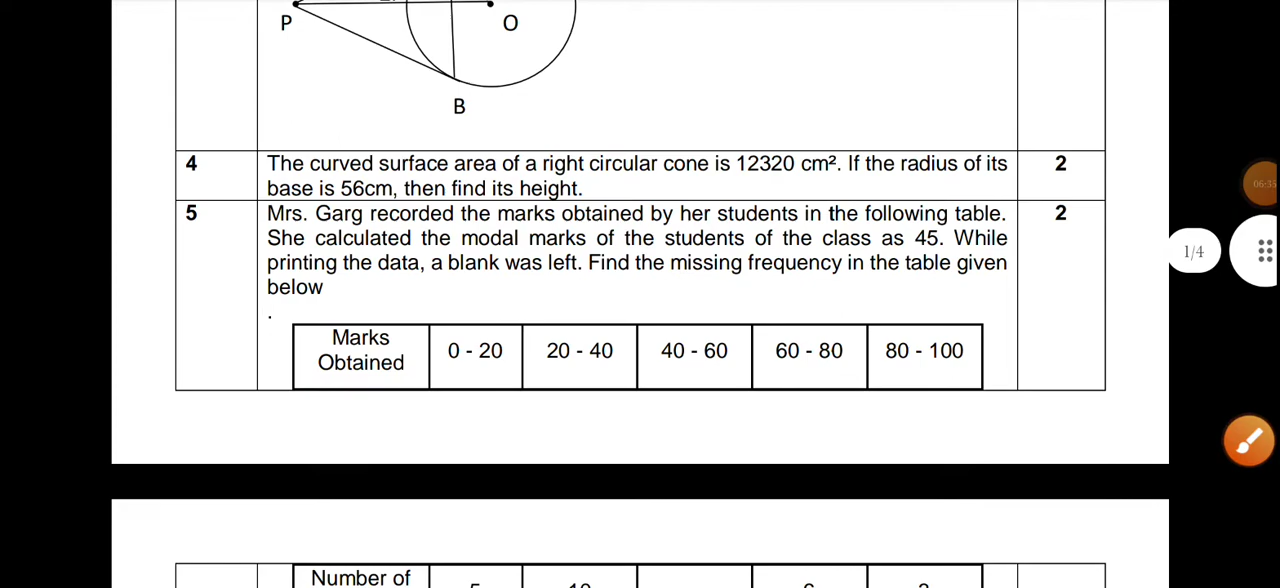 P
O
B
4
The curved surface area of a right circular cone is 12320 cm². If the radius of its
2
base is 56cm, then find its height.
5
Mrs. Garg recorded the marks obtained by her students in the following table.
2
She calculated the modal marks of the students of the class as 45. While
printing the data, a blank was left. Find the missing frequency in the table given
below
.
Marks
Obtained
0 - 20
20 - 40
40 - 60
60 - 80
80 - 100
Number of
1/4